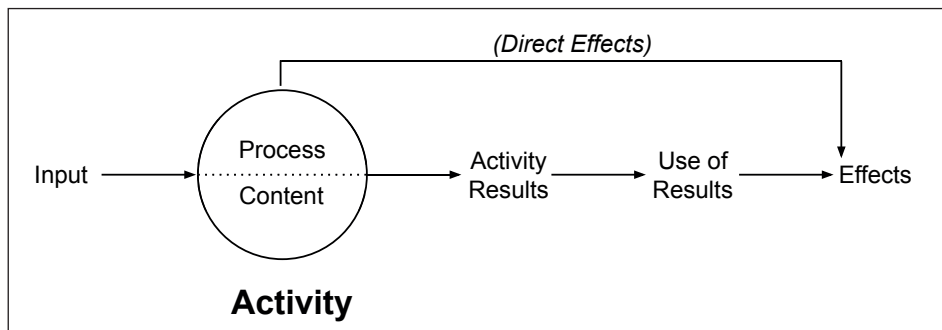 (Direct Effects)
Process
Input
Content
Activity
Results
Use of
Results
Effects
Activity